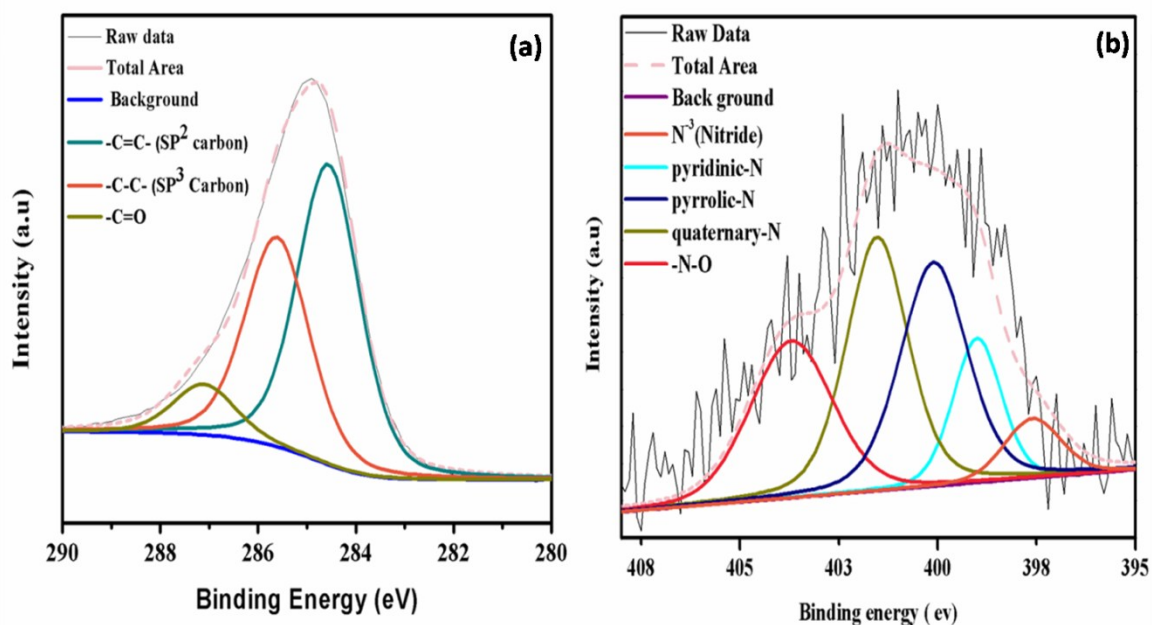 (a)
Raw data
Total Area
Background
-C=C- (SP² carbon)
-C-C- (SP³ Carbon)
-C=O
Intensity (a.u)
290 288 286 284 282 280
Binding Energy (eV)
(b)
Raw Data
Total Area
Back ground
N⁻³(Nitride)
pyridinic-N
pyrrolic-N
quaternary-N
-N-O
Intensity (a.u)
408 405 403 400 398 395
Binding energy ( ev)